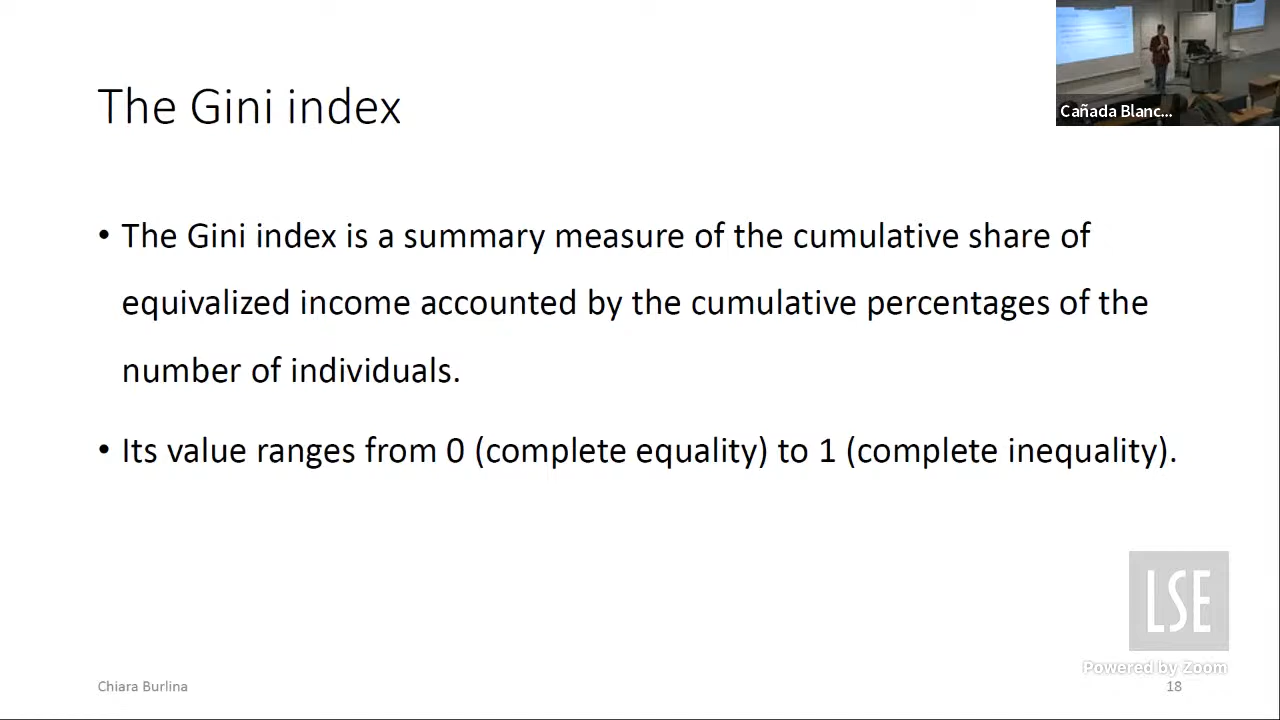 Cañada Blanc...
The Gini index
• The Gini index is a summary measure of the cumulative share of
equivalized income accounted by the cumulative percentages of the
number of individuals.
• Its value ranges from 0 (complete equality) to 1 (complete inequality).
LSE
Powered by Zoom
Chiara Burlina
18